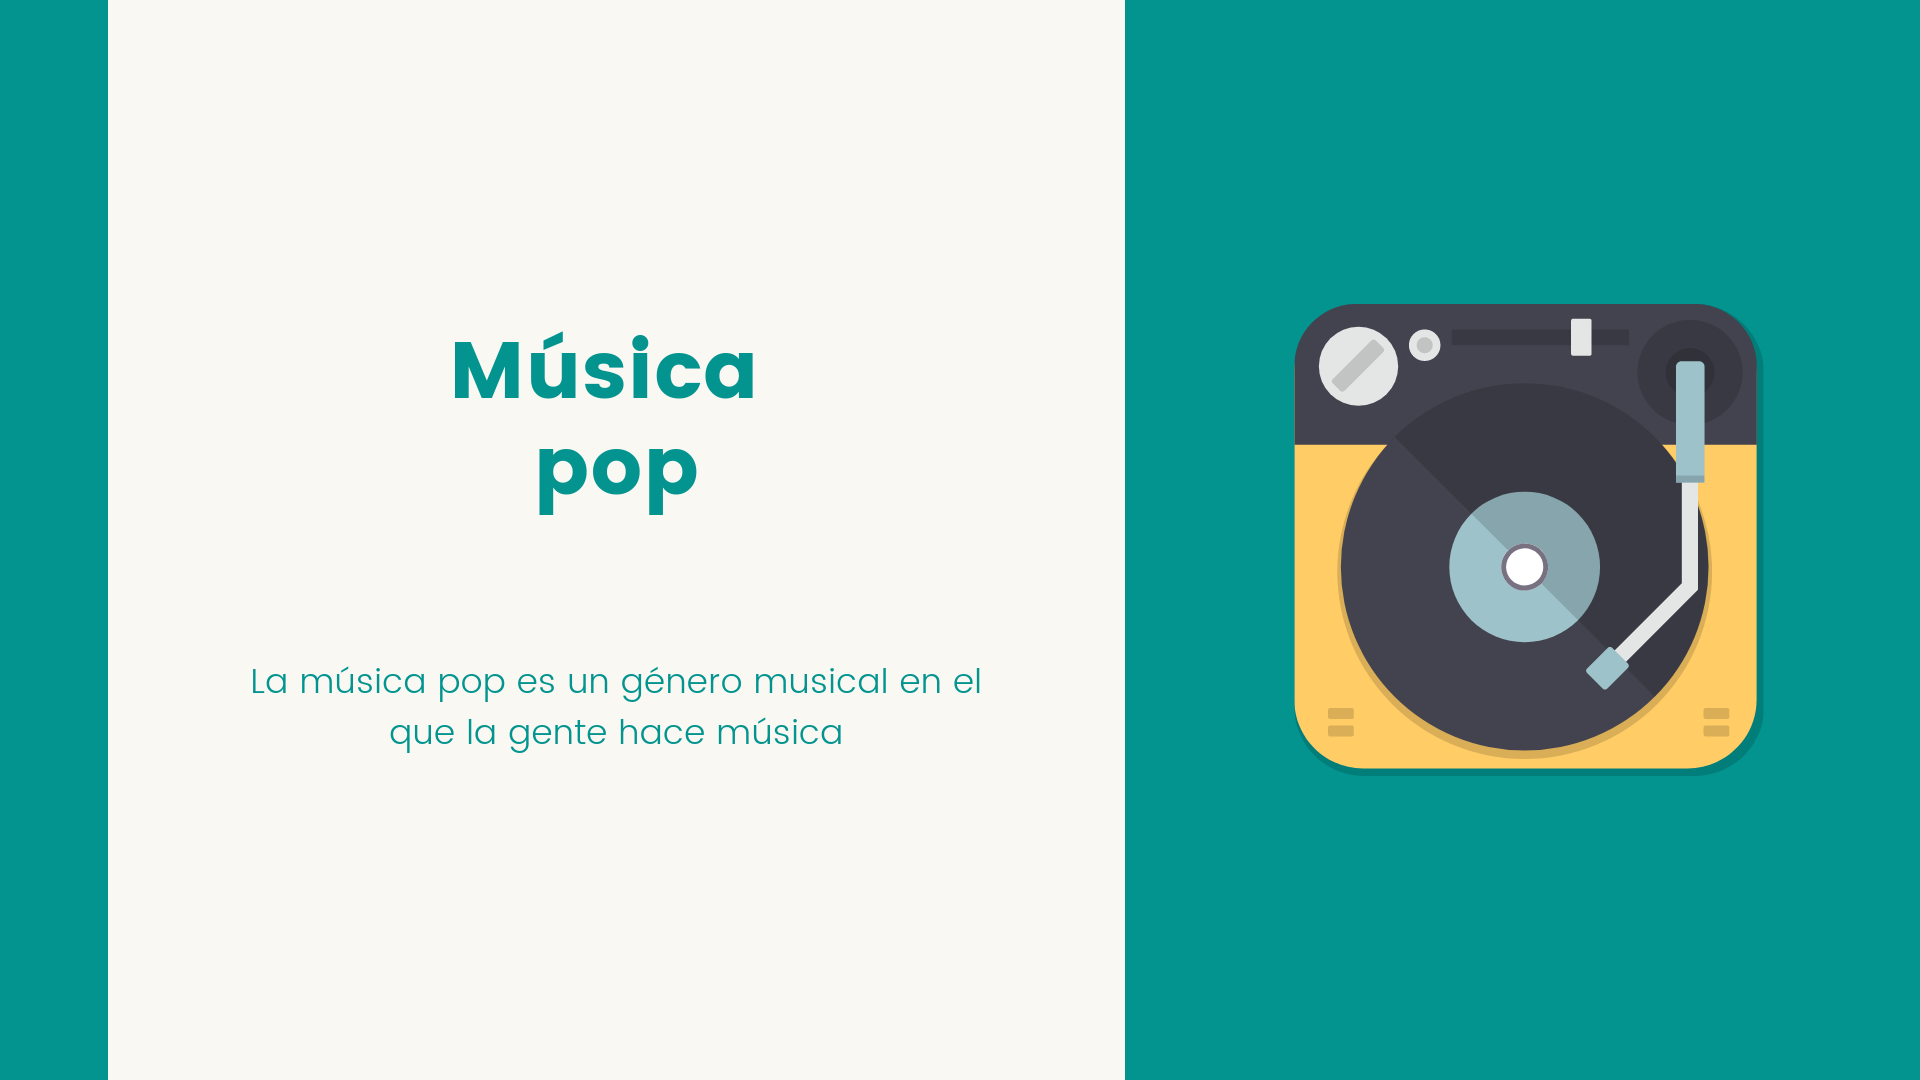 Música
pop
La música pop es un género musical en el
que la gente hace música